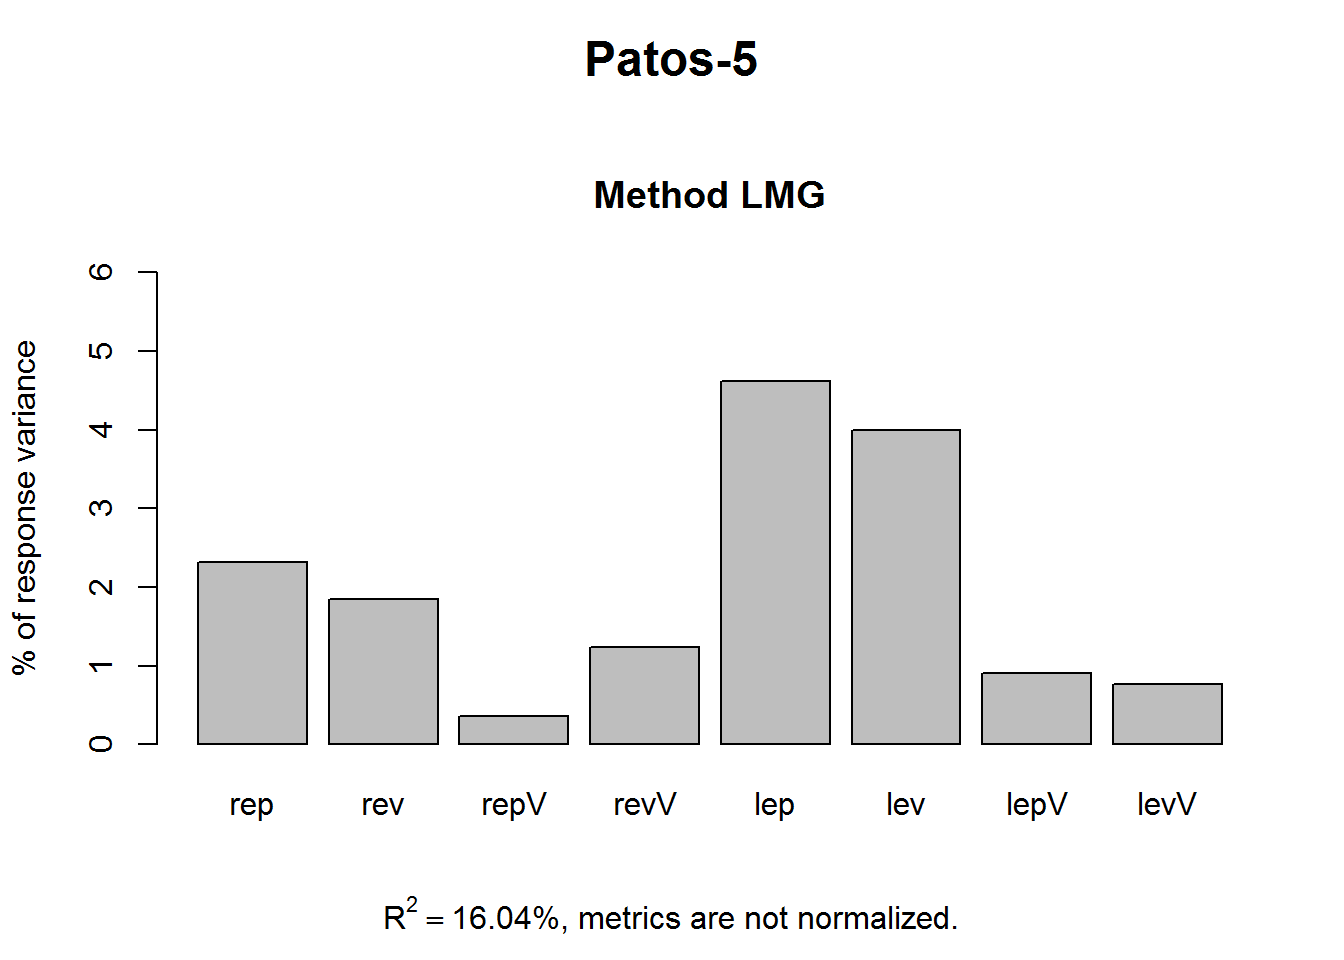 Patos-5
Method LMG
% of response variance
6
5
4
3
2
1
0
rep rev repV revV lep lev lepV levV
R² = 16.04%, metrics are not normalized.